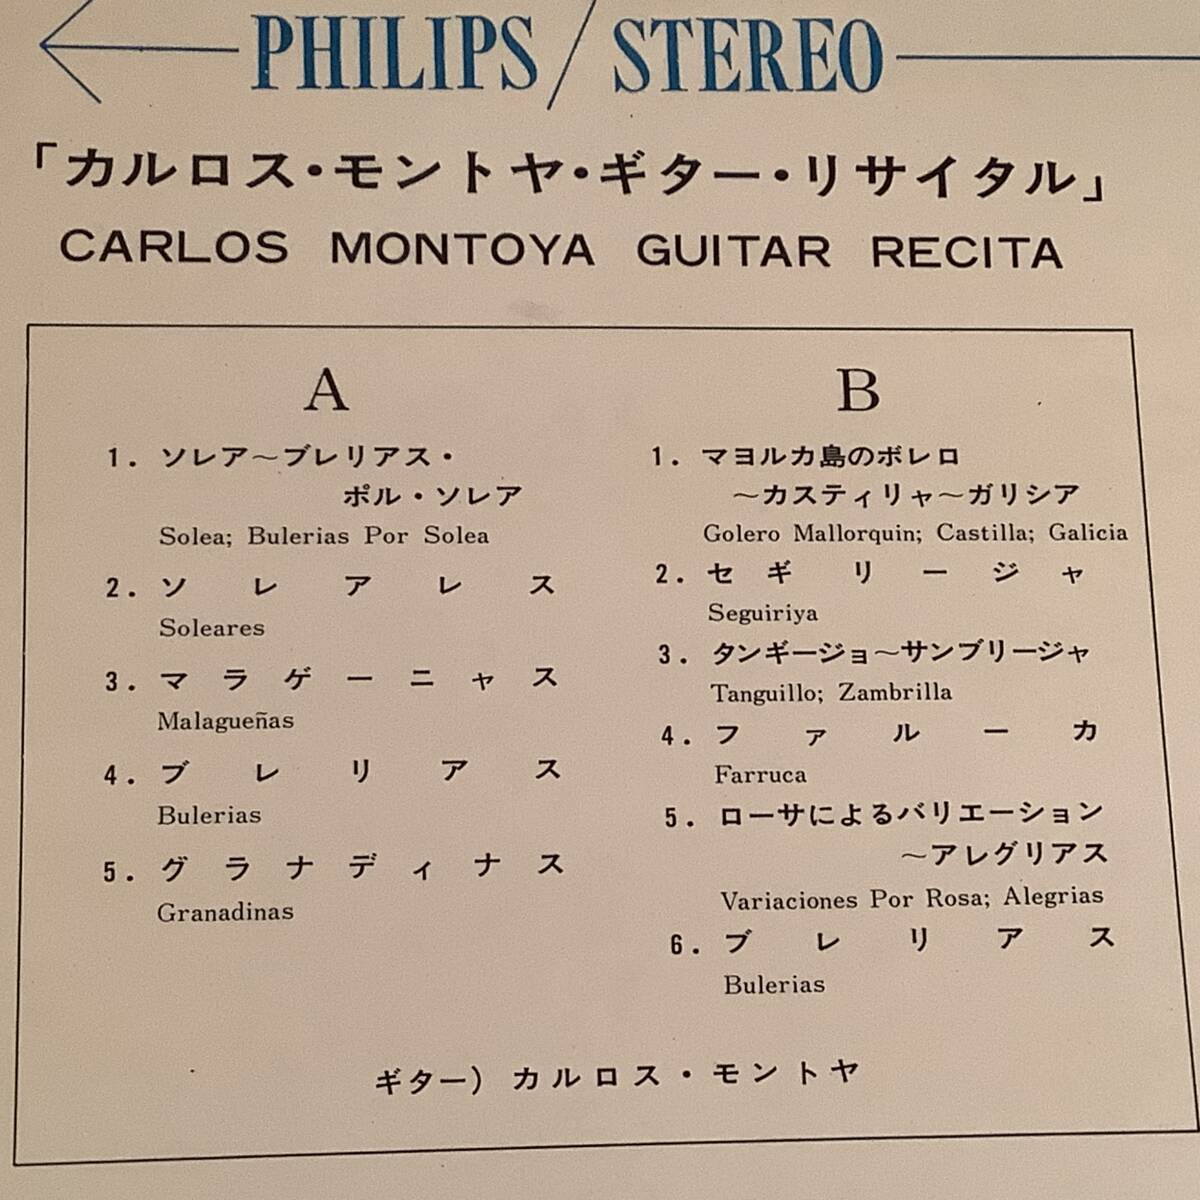 PHILIPS/STEREO
「カルロス・モントヤ・ギター・リサイタル」
CARLOS MONTOYA GUITAR RECITA
A
1. ソレア～ブレリアス・
ポル・ソレア
Solea; Bulerias Por Solea
2. ソレアレス
Soleares
3. マラゲーニャス
Malagueñas
4. ブレリアス
Bulerias
5. グラナディナス
Granadinas
B
1. マヨルカ島のボレロ
～カスティリャ～ガリシア
Golero Mallorquin; Castilla; Galicia
2. セギリージャ
Seguiriya
3. タンギージョ～サンブリージャ
Tanguillo; Zambrilla
4. ファルーカ
Farruca
5. ローサによるバリエーション
～アレグリアス
Variaciones Por Rosa; Alegrias
6. ブレリアス
Bulerias
ギター) カルロス・モントヤ